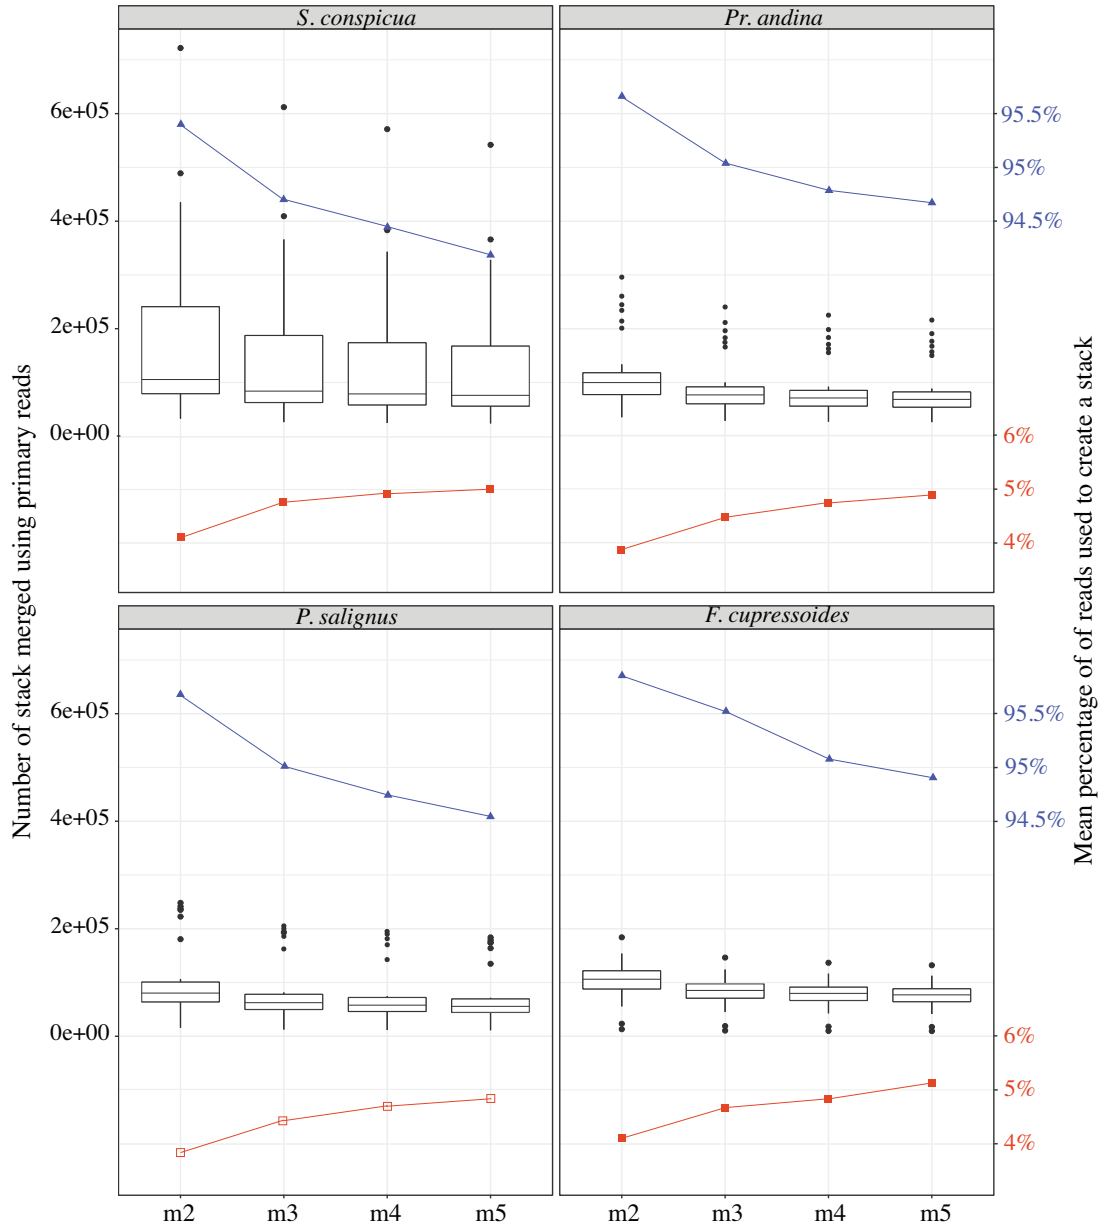 S. conspicua
Pr. andina
6e+05
4e+05
2e+05
0e+00
95.5%
95%
94.5%
6%
5%
4%
P. salignus
F. cupressoides
6e+05
4e+05
2e+05
0e+00
95.5%
95%
94.5%
6%
5%
4%
m2 m3 m4 m5
m2 m3 m4 m5
Number of stack merged using primary reads
Mean percentage of of reads used to create a stack